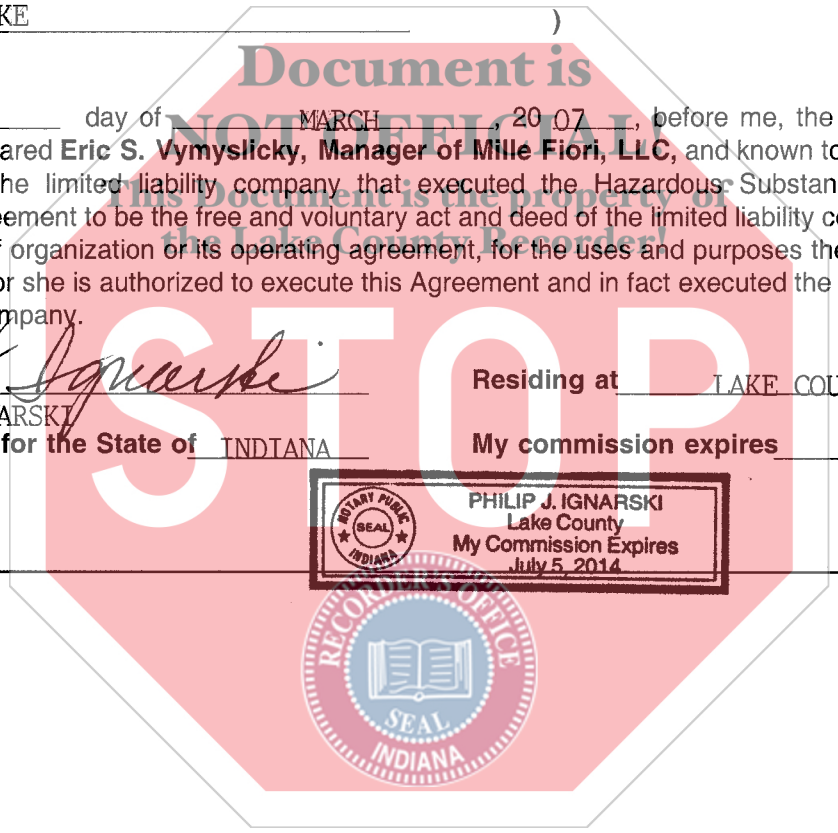 KE )
Document is
day of MARCH , 20 07 , before me, the
NOT OFFICIAL!
ared Eric S. Vymyslicky, Manager of Mille Fiori, LLC, and known to
he limited liability company that executed the Hazardous Substan
This Document is the property of
eement to be the free and voluntary act and deed of the limited liability c
the Lake County Recorder!
f organization or its operating agreement, for the uses and purposes the
or she is authorized to execute this Agreement and in fact executed the
mpany.
STOP
Ignarski
Residing at LAKE COU
ARSKI
for the State of INDIANA My commission expires
NOTARY PUBLIC
SEAL
INDIANA
PHILIP J. IGNARSKI
Lake County
My Commission Expires
July 5, 2014
RECORDER'S OFFICE
SEAL
INDIANA